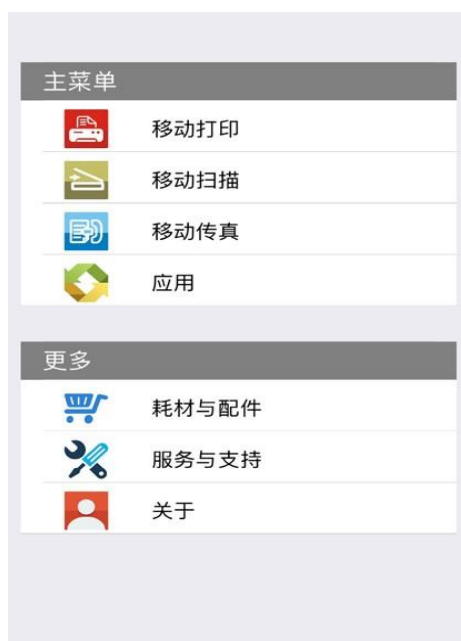 主菜单
移动打印
移动扫描
移动传真
应用
更多
耗材与配件
服务与支持
关于